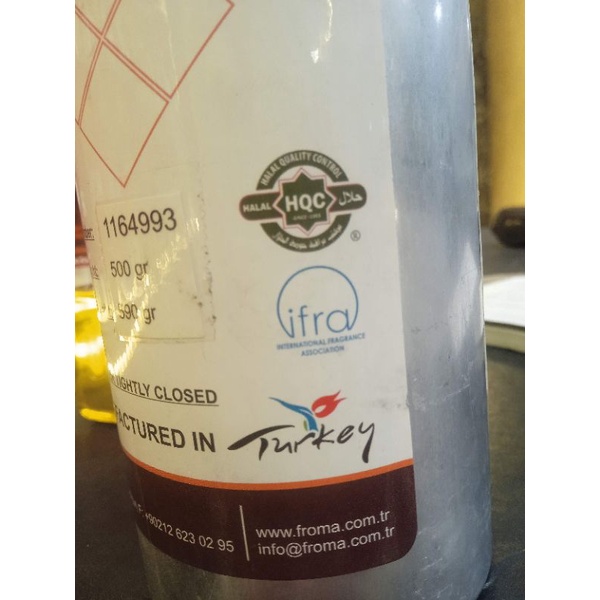 HALAL QUALITY CONTROL
HALAL HQC حلال
®
1164993
500 gr
590 gr
ifra
INTERNATIONAL FRAGRANCE
ASSOCIATION
TIGHTLY CLOSED
ACTURED IN Turkey
+90212 623 02 95
www.froma.com.tr
info@froma.com.tr